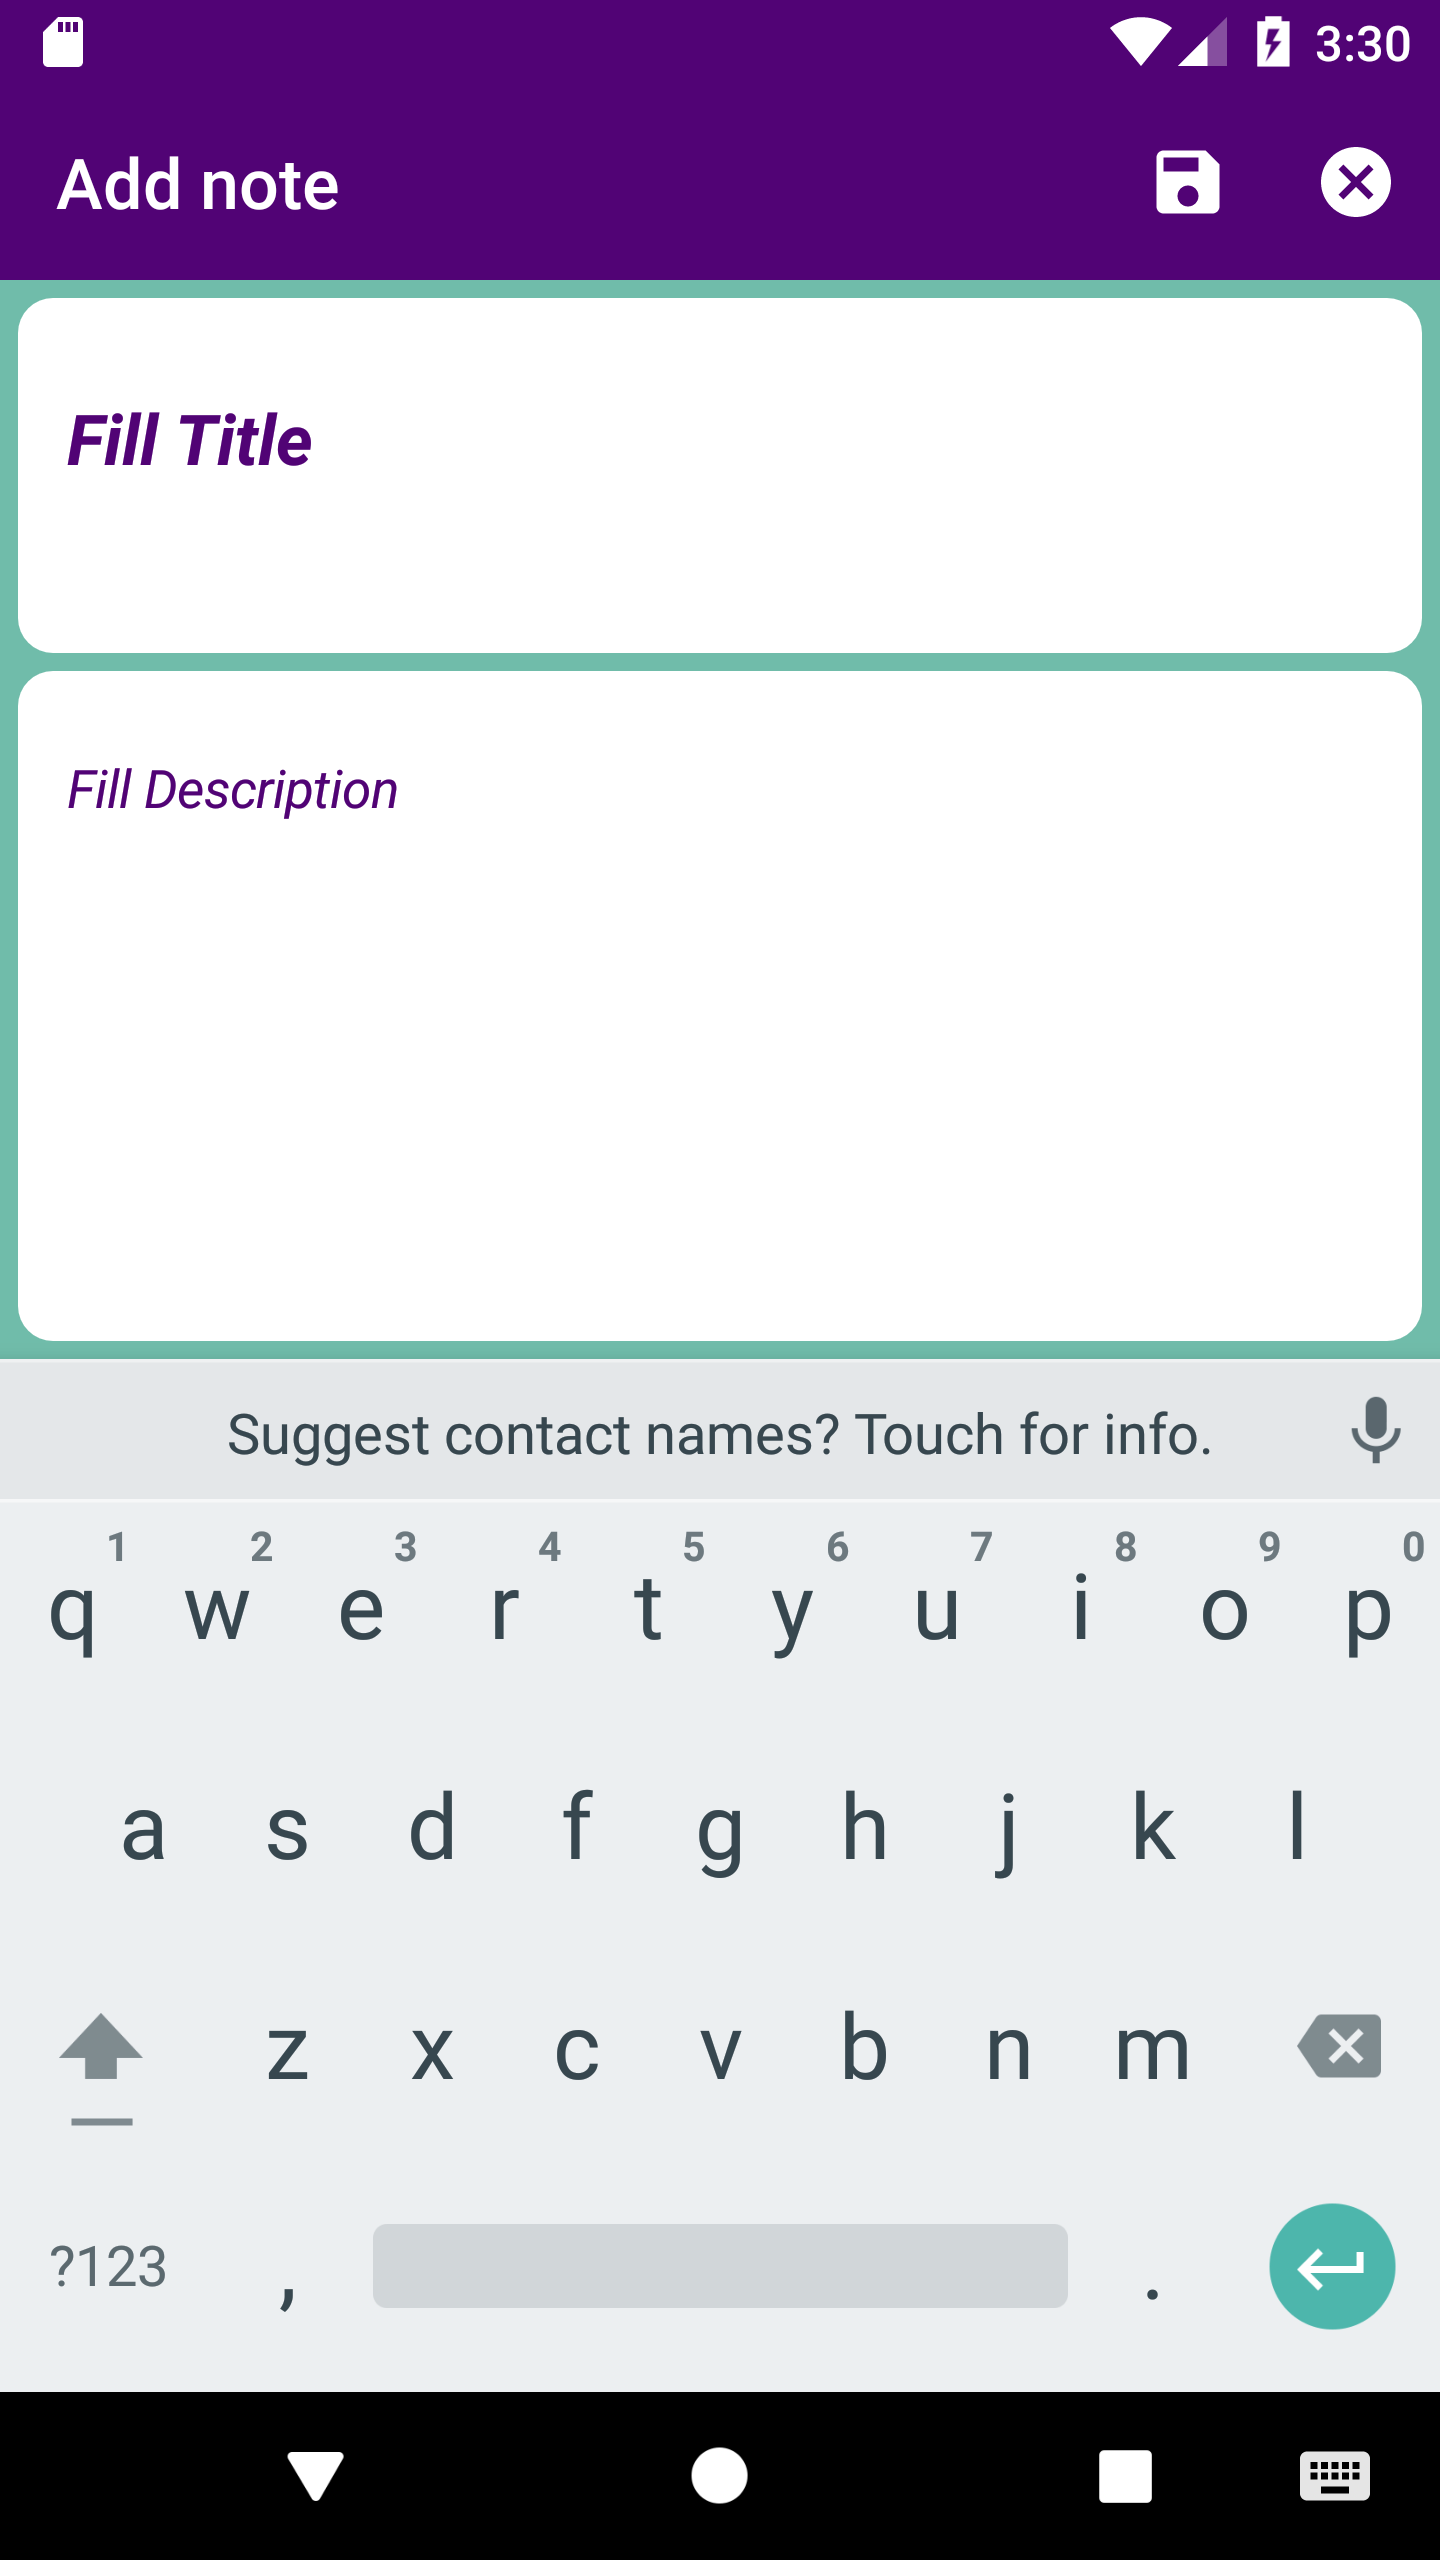 3:30
Add note
Fill Title
Fill Description
Suggest contact names? Touch for info.
1 2 3 4 5 6 7 8 9 0
q w e r t y u i o p
a s d f g h j k l
z x c v b n m
?123 , .